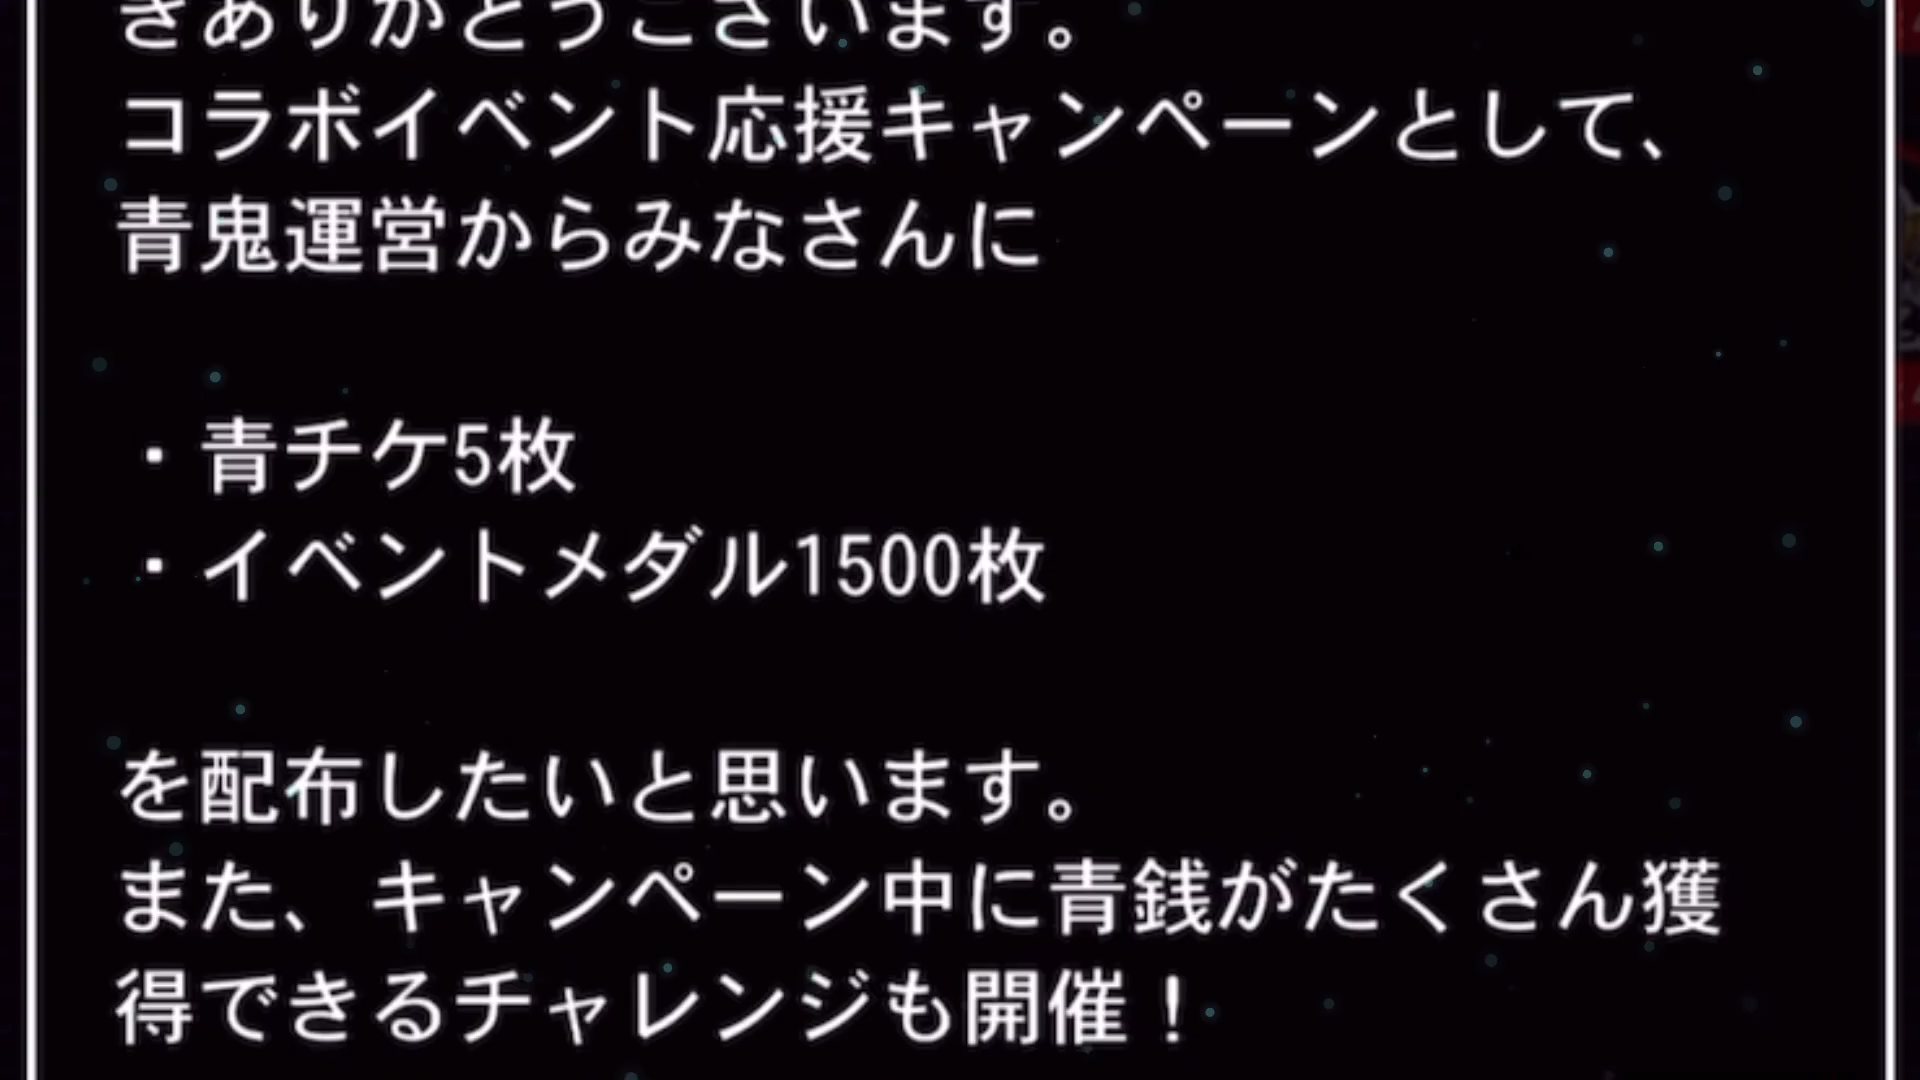 きありがとうございます。
コラボイベント応援キャンペーンとして、
青鬼運営からみなさんに
・青チケ5枚
・イベントメダル1500枚
を配布したいと思います。
また、キャンペーン中に青銭がたくさん獲
得できるチャレンジも開催！